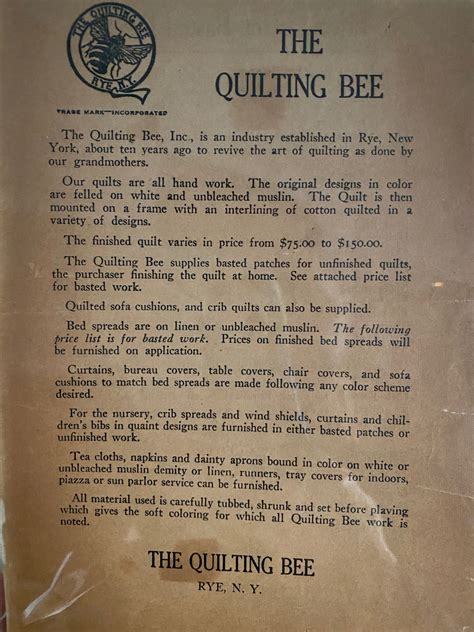 THE QUILTING BEE
RYE, N.Y.
TRADE MARK—INCORPORATED
THE
QUILTING BEE
The Quilting Bee, Inc., is an industry established in Rye, New
York, about ten years ago to revive the art of quilting as done by
our grandmothers.
Our quilts are all hand work. The original designs in color
are felled on white and unbleached muslin. The Quilt is then
mounted on a frame with an interlining of cotton quilted in a
variety of designs.
The finished quilt varies in price from $75.00 to $150.00.
The Quilting Bee supplies basted patches for unfinished quilts,
the purchaser finishing the quilt at home. See attached price list
for basted work.
Quilted sofa cushions, and crib quilts can also be supplied.
Bed spreads are on linen or unbleached muslin. The following
price list is for basted work. Prices on finished bed spreads will
be furnished on application.
Curtains, bureau covers, table covers, chair covers, and sofa
cushions to match bed spreads are made following any color scheme
desired.
For the nursery, crib spreads and wind shields, curtains and chil-
dren's bibs in quaint designs are furnished in either basted patches or
unfinished work.
Tea cloths, napkins and dainty aprons bound in color on white or
unbleached muslin demity or linen, runners, tray covers for indoors,
piazza or sun parlor service can be furnished.
All material used is carefully tubbed, shrunk and set before plaving
which gives the soft coloring for which all Quilting Bee work is
noted.
THE QUILTING BEE
RYE, N. Y.